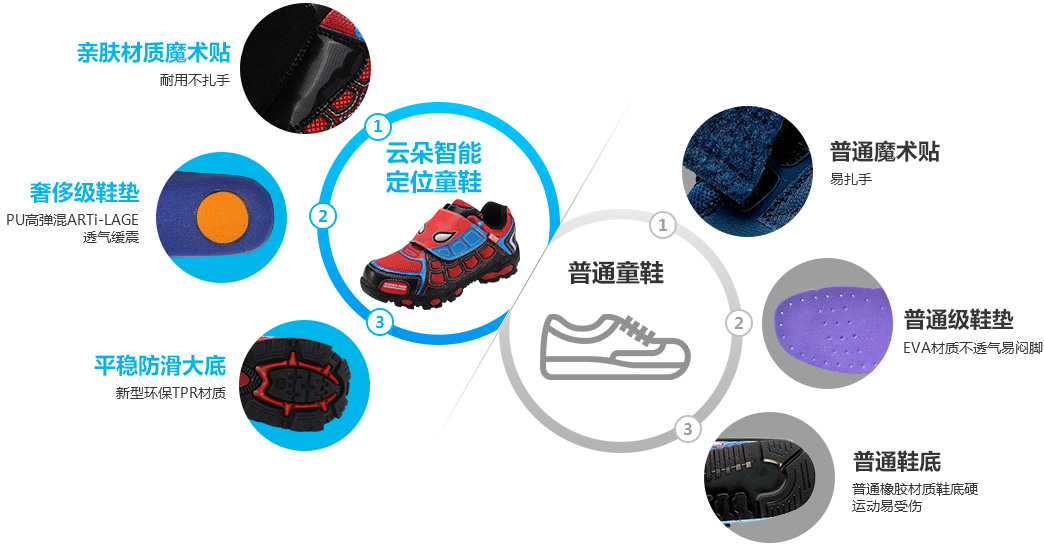 亲肤材质魔术贴
耐用不扎手
奢侈级鞋垫
PU高弹混ARTi-LAGE
透气缓震
平稳防滑大底
新型环保TPR材质
1
2
3
云朵智能
定位童鞋
普通童鞋
1
2
3
普通魔术贴
易扎手
普通级鞋垫
EVA材质不透气易闷脚
普通鞋底
普通橡胶材质鞋底硬
运动易受伤